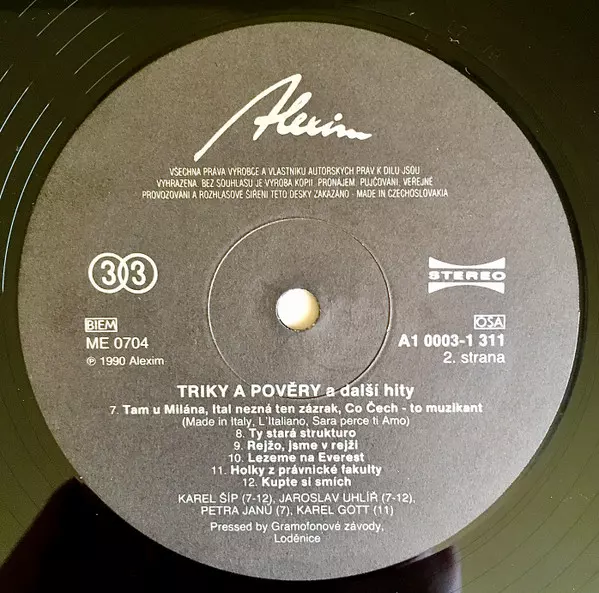 Alexim
VŠECHNA PRÁVA VÝROBCE A VLASTNÍKU AUTORSKÝCH PRÁV K DÍLU JSOU
VYHRAZENA. BEZ SOUHLASU JE VÝROBA KOPIÍ, PRONÁJEM, PŮJČOVÁNÍ, VEŘEJNÉ
PROVOZOVÁNÍ A ROZHLASOVÉ ŠÍŘENÍ TÉTO DESKY ZAKÁZÁNO - MADE IN CZECHOSLOVAKIA
33
STEREO
BIEM
OSA
ME 0704
A1 0003-1 311
℗ 1990 Alexim
2. strana
TRIKY A POVĚRY a další hity
7. Tam u Milána, Ital nezná ten zázrak, Co Čech - to muzikant
(Made in Italy, L'Italiano, Sara perce ti Amo)
8. Ty stará strukturo
9. Rejžo, jsme v rejži
10. Lezeme na Everest
11. Holky z právnické fakulty
12. Kupte si smích
KAREL ŠÍP (7-12), JAROSLAV UHLÍŘ (7-12),
PETRA JANŮ (7), KAREL GOTT (11)
Pressed by Gramofonové závody,
Loděnice